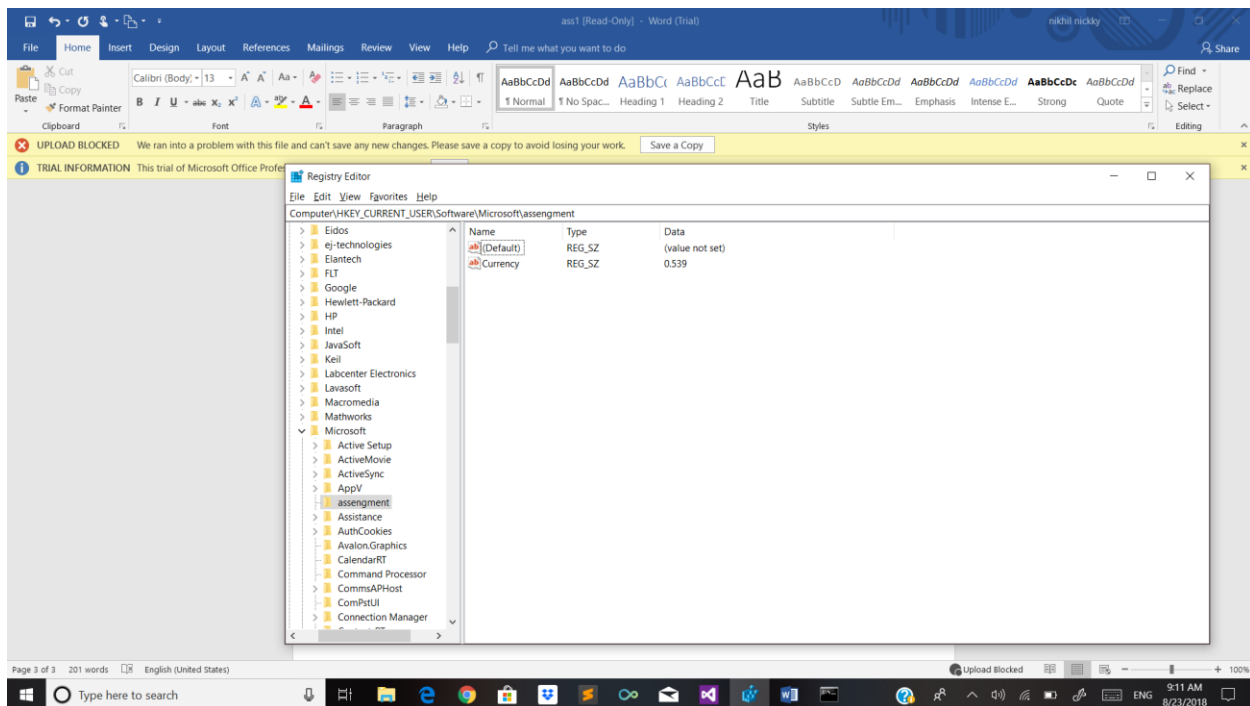 ass1 [Read-Only] - Word (Trial)
nikhil nickky
File Home Insert Design Layout References Mailings Review View Help Tell me what you want to do
Share
Cut
Copy
Format Painter
Paste
Calibri (Body) 13
AaBbCcDd AaBbCcDd AaBbCc AaBbCcD AaB AaBbCcD AaBbCcDd AaBbCcDd AaBbCcDd AaBbCcDc AaBbCcDd
¶ Normal ¶ No Spac... Heading 1 Heading 2 Title Subtitle Subtle Em... Emphasis Intense E... Strong Quote
Find
Replace
Select
Clipboard Font Paragraph Styles Editing
UPLOAD BLOCKED We ran into a problem with this file and can't save any new changes. Please save a copy to avoid losing your work. Save a Copy
TRIAL INFORMATION This trial of Microsoft Office Profe
Registry Editor
File Edit View Favorites Help
Computer\HKEY_CURRENT_USER\Software\Microsoft\assengment
Name Type Data
(Default) REG_SZ (value not set)
Currency REG_SZ 0.539
Eidos
ej-technologies
Elantech
FLT
Google
Hewlett-Packard
HP
Intel
JavaSoft
Keil
Labcenter Electronics
Lavasoft
Macromedia
Mathworks
Microsoft
Active Setup
ActiveMovie
ActiveSync
AppV
assengment
Assistance
AuthCookies
Avalon.Graphics
CalendarRT
Command Processor
CommsAPHost
ComPstUI
Connection Manager
Page 3 of 3 201 words English (United States)
Upload Blocked
100%
Type here to search
ENG
9:11 AM
8/23/2018